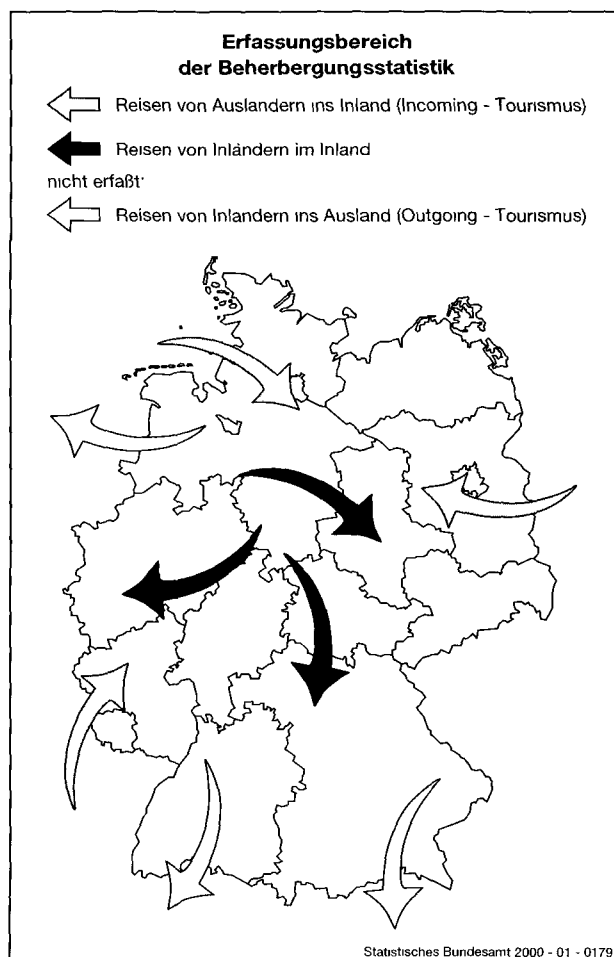 Erfassungsbereich
der Beherbergungsstatistik
Reisen von Auslandern ins Inland (Incoming - Tourismus)
Reisen von Inländern im Inland
nicht erfaßt·
Reisen von Inlandern ins Ausland (Outgoing - Tourismus)
Statistisches Bundesamt 2000 - 01 - 0179